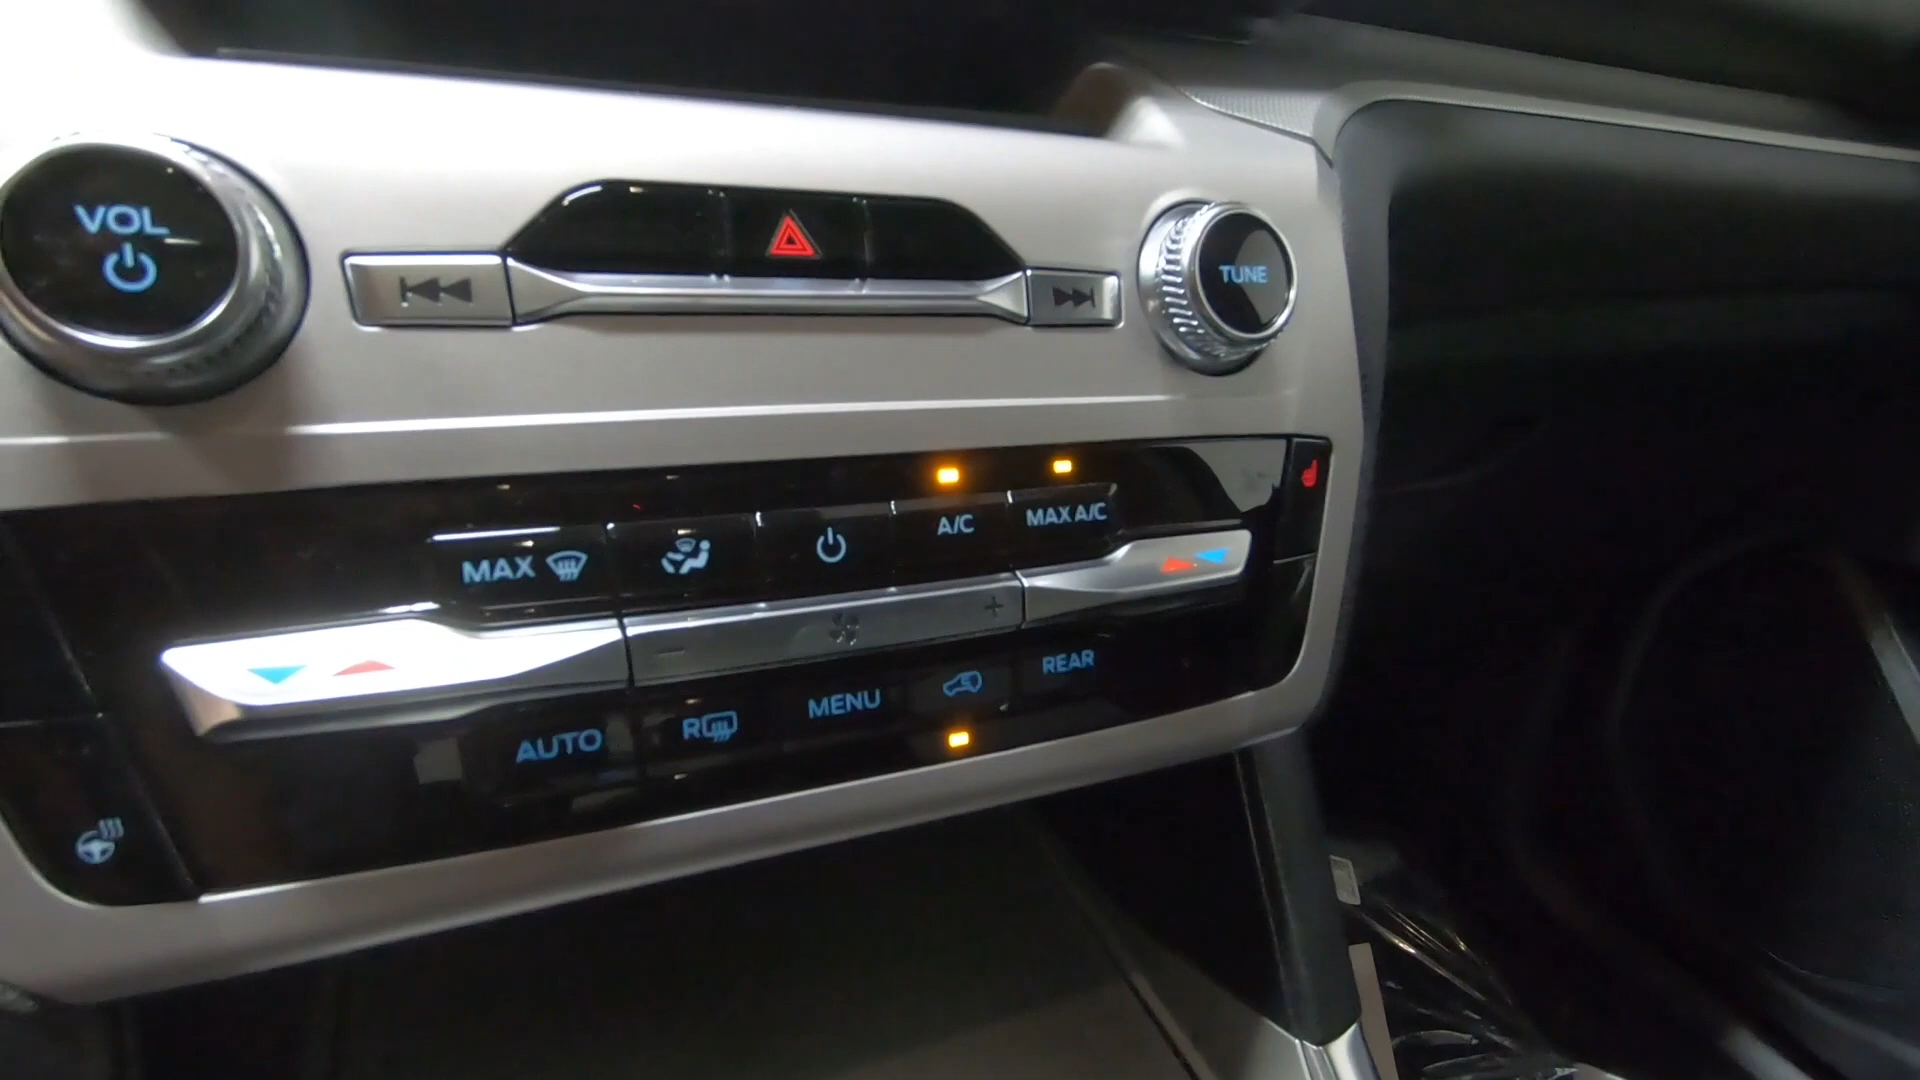 VOL
TUNE
MAX
A/C
MAX A/C
- +
AUTO
R
MENU
REAR